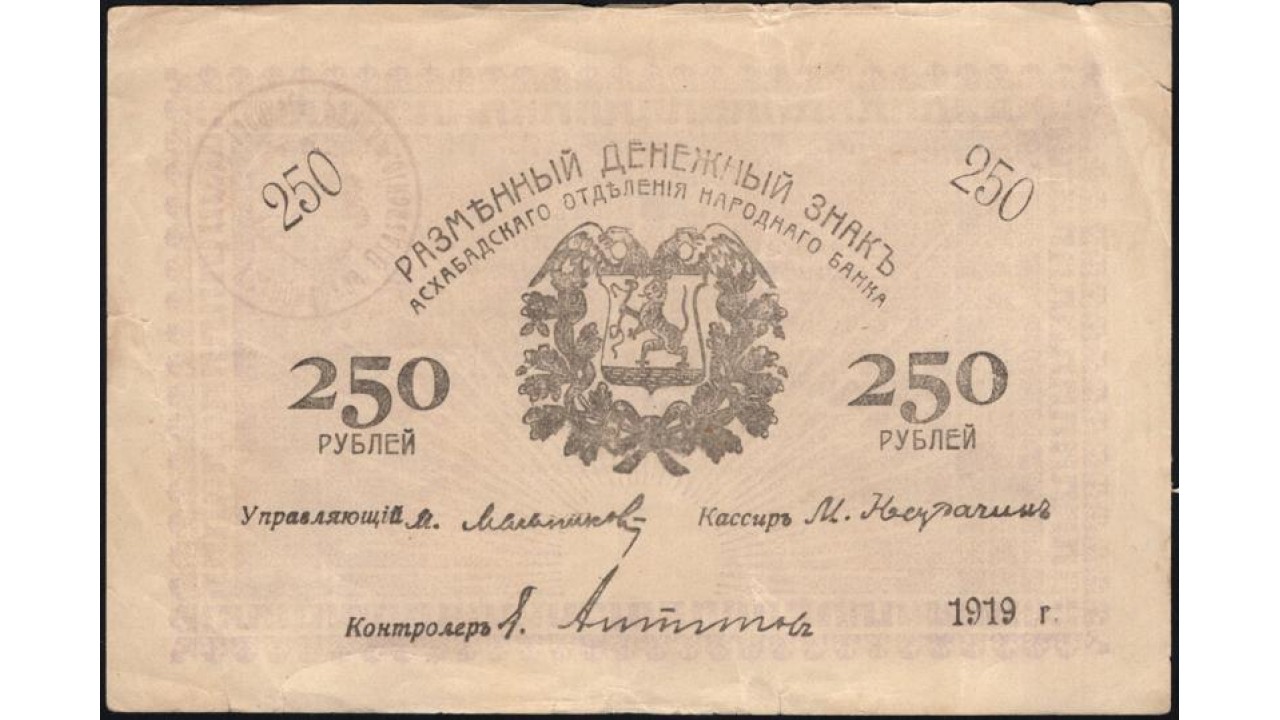 250
250
РАЗМѢННЫЙ ДЕНЕЖНЫЙ ЗНАКЪ
АСХАБАДСКАГО ОТДѢЛЕНІЯ НАРОДНАГО БАНКА
250
РУБЛЕЙ
250
РУБЛЕЙ
Управляющій Кассиръ М.
Контролеръ
1919 г.